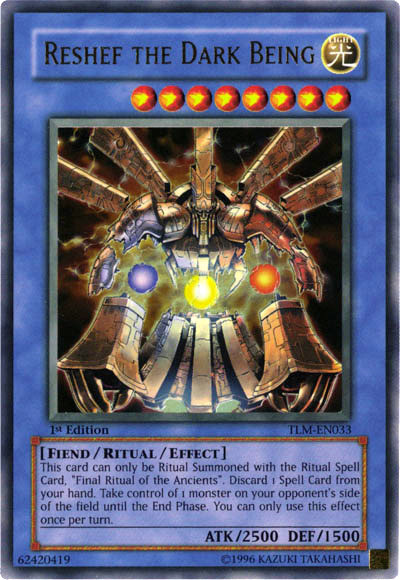 RESHEF THE DARK BEING
LIGHT
光
1st Edition
TLM-EN033
[FIEND / RITUAL / EFFECT]
This card can only be Ritual Summoned with the Ritual Spell
Card, "Final Ritual of the Ancients". Discard 1 Spell Card from
your hand. Take control of 1 monster on your opponent's side
of the field until the End Phase. You can only use this effect
once per turn.
ATK/2500 DEF/1500
62420419
©1996 KAZUKI TAKAHASHI